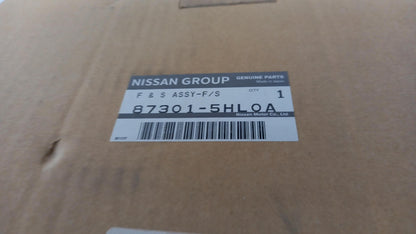 NISSAN GROUP GENUINE PARTS
Made in Japan
F & S ASSY-F/S QTY
87301-5HL0A 1
Nissan Motor Co., Ltd